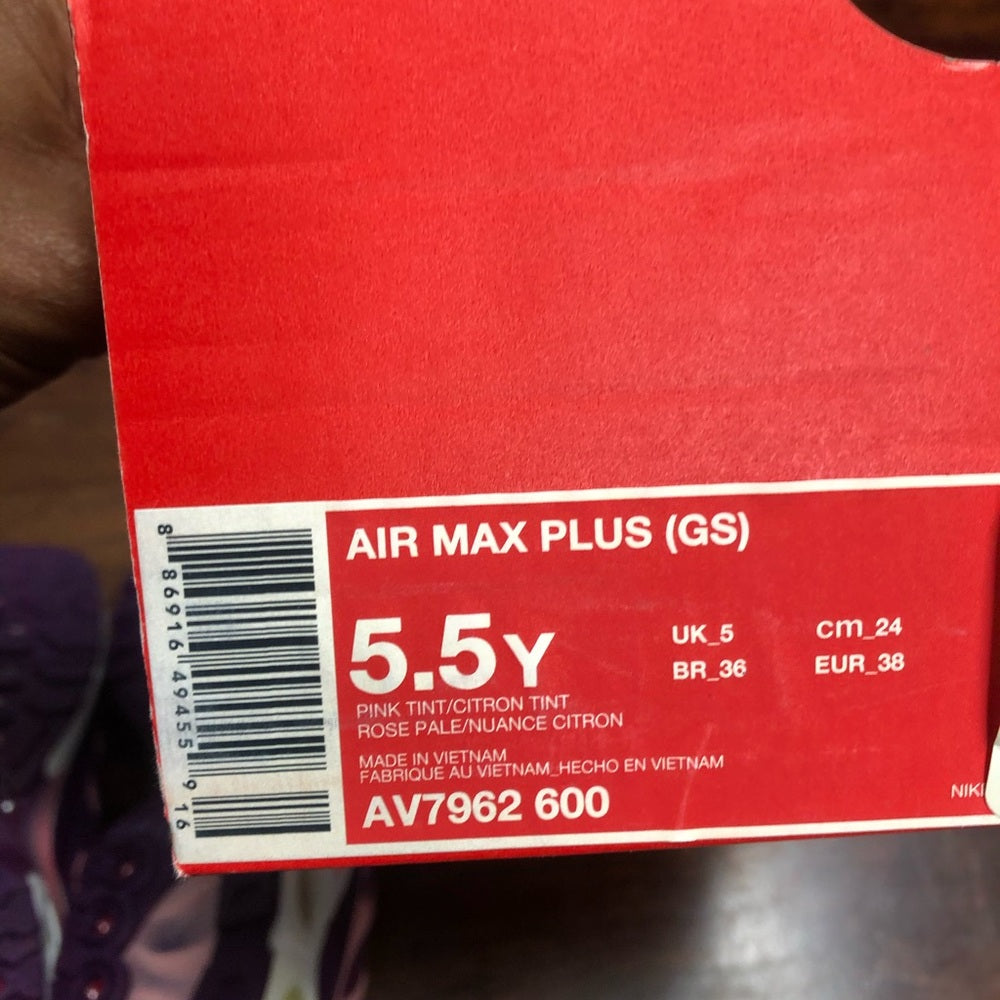 AIR MAX PLUS (GS)
5.5Y
UK_5
cm_24
BR_36
EUR_38
PINK TINT/CITRON TINT
ROSE PALE/NUANCE CITRON
MADE IN VIETNAM
FABRIQUE AU VIETNAM_HECHO EN VIETNAM
AV7962 600
NIKE
8 86916 49455 9 16